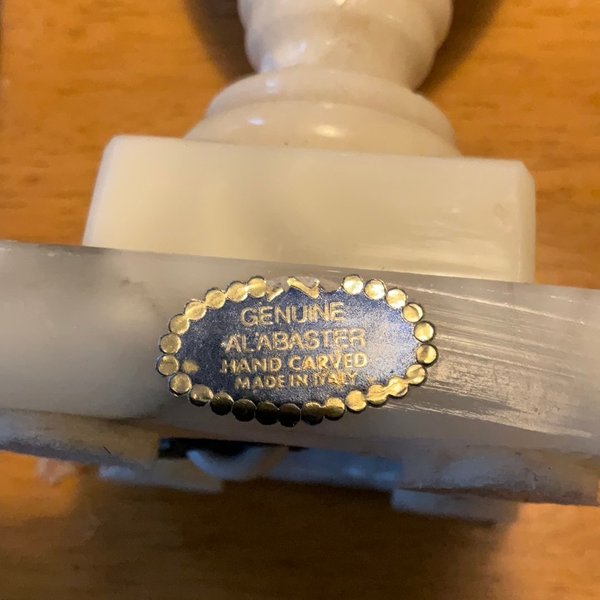 GENUINE
ALABASTER
HAND CARVED
MADE IN ITALY